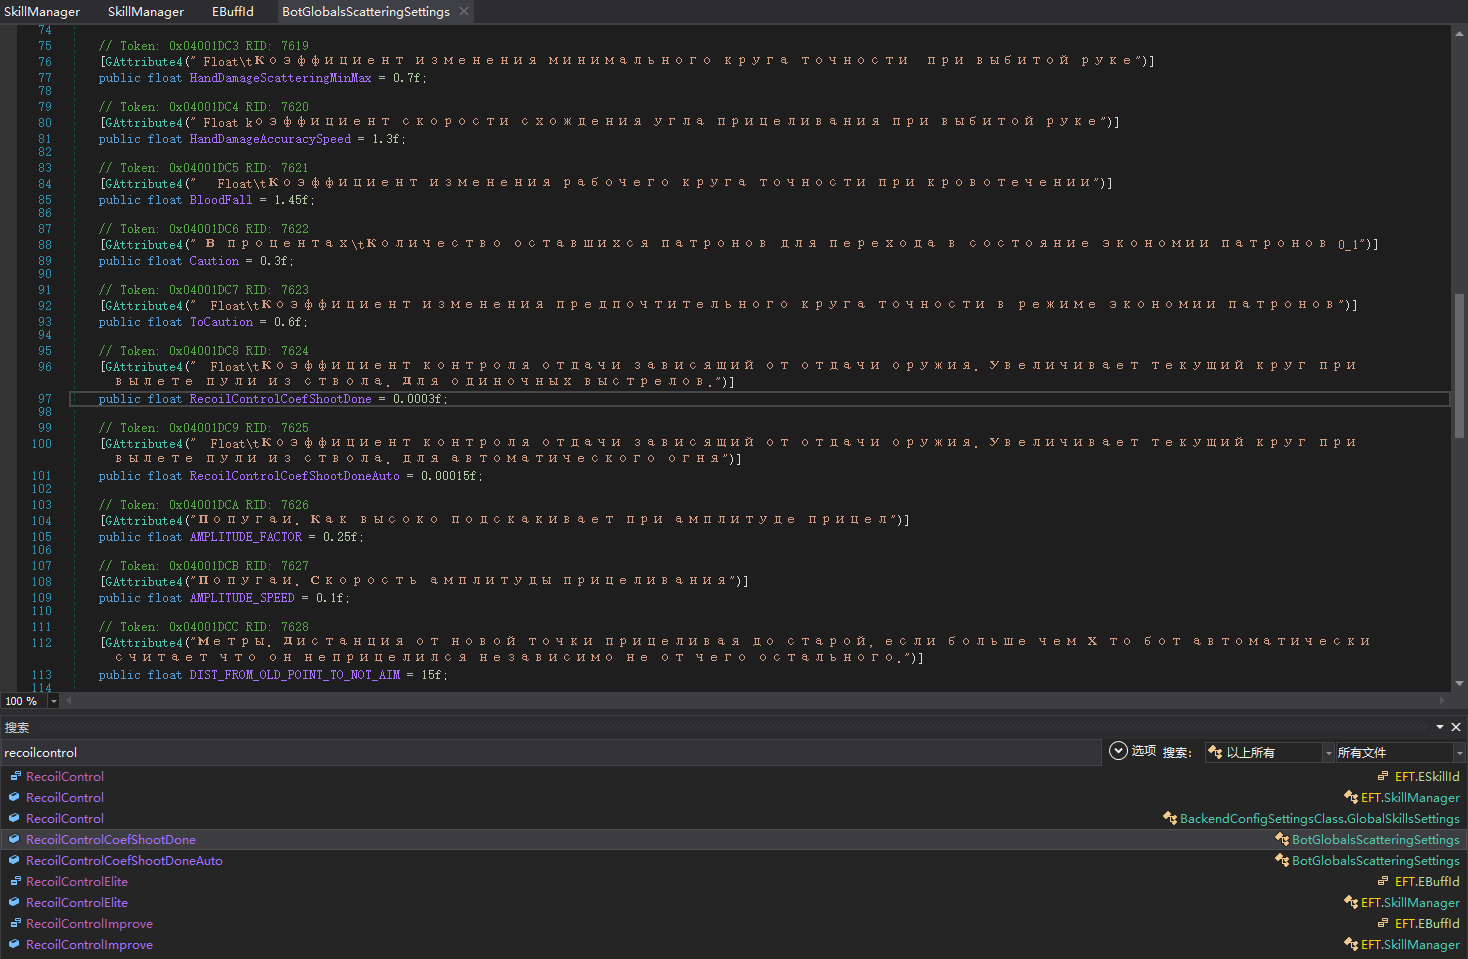 SkillManager SkillManager EBuffId BotGlobalsScatteringSettings
74
75 // Token: 0x04001DC3 RID: 7619
76 [GAttribute4(" Float\tКоэффициент изменения минимального круга точности  при выбитой руке")]
77 public float HandDamageScatteringMinMax = 0.7f;
78
79 // Token: 0x04001DC4 RID: 7620
80 [GAttribute4(" Float kоэффициент скорости схождения угла прицеливания при выбитой руке")]
81 public float HandDamageAccuracySpeed = 1.3f;
82
83 // Token: 0x04001DC5 RID: 7621
84 [GAttribute4("   Float\tКоэффициент изменения рабочего круга точности при кровотечении")]
85 public float BloodFall = 1.45f;
86
87 // Token: 0x04001DC6 RID: 7622
88 [GAttribute4(" В процентах\tКоличество оставшихся патронов для перехода в состояние экономии патронов 0_1")]
89 public float Caution = 0.3f;
90
91 // Token: 0x04001DC7 RID: 7623
92 [GAttribute4("  Float\tКоэффициент изменения предпочтительного круга точности в режиме экономии патронов")]
93 public float ToCaution = 0.6f;
94
95 // Token: 0x04001DC8 RID: 7624
96 [GAttribute4("  Float\tКоэффициент контроля отдачи зависящий от отдачи оружия. Увеличивает текущий круг при
вылете пули из ствола. Для одиночных выстрелов.")]
97 public float RecoilControlCoefShootDone = 0.0003f;
98
99 // Token: 0x04001DC9 RID: 7625
100 [GAttribute4("  Float\tКоэффициент контроля отдачи зависящий от отдачи оружия. Увеличивает текущий круг при
вылете пули из ствола. для автоматического огня")]
101 public float RecoilControlCoefShootDoneAuto = 0.00015f;
102
103 // Token: 0x04001DCA RID: 7626
104 [GAttribute4("Попугаи. Как высоко подскакивает при амплитуде прицел")]
105 public float AMPLITUDE_FACTOR = 0.25f;
106
107 // Token: 0x04001DCB RID: 7627
108 [GAttribute4("Попугаи. Скорость амплитуды прицеливания")]
109 public float AMPLITUDE_SPEED = 0.1f;
110
111 // Token: 0x04001DCC RID: 7628
112 [GAttribute4("Метры. Дистанция от новой точки прицеливая до старой, если больше чем Х то бот автоматически
считает что он неприцелился независимо не от чего остального.")]
113 public float DIST_FROM_OLD_POINT_TO_NOT_AIM = 15f;
114
100 %
搜索
recoilcontrol 选项 搜索: 以上所有 所有文件
RecoilControl EFT.ESkillId
RecoilControl EFT.SkillManager
RecoilControl BackendConfigSettingsClass.GlobalSkillsSettings
RecoilControlCoefShootDone BotGlobalsScatteringSettings
RecoilControlCoefShootDoneAuto BotGlobalsScatteringSettings
RecoilControlElite EFT.EBuffId
RecoilControlElite EFT.SkillManager
RecoilControlImprove EFT.EBuffId
RecoilControlImprove EFT.SkillManager